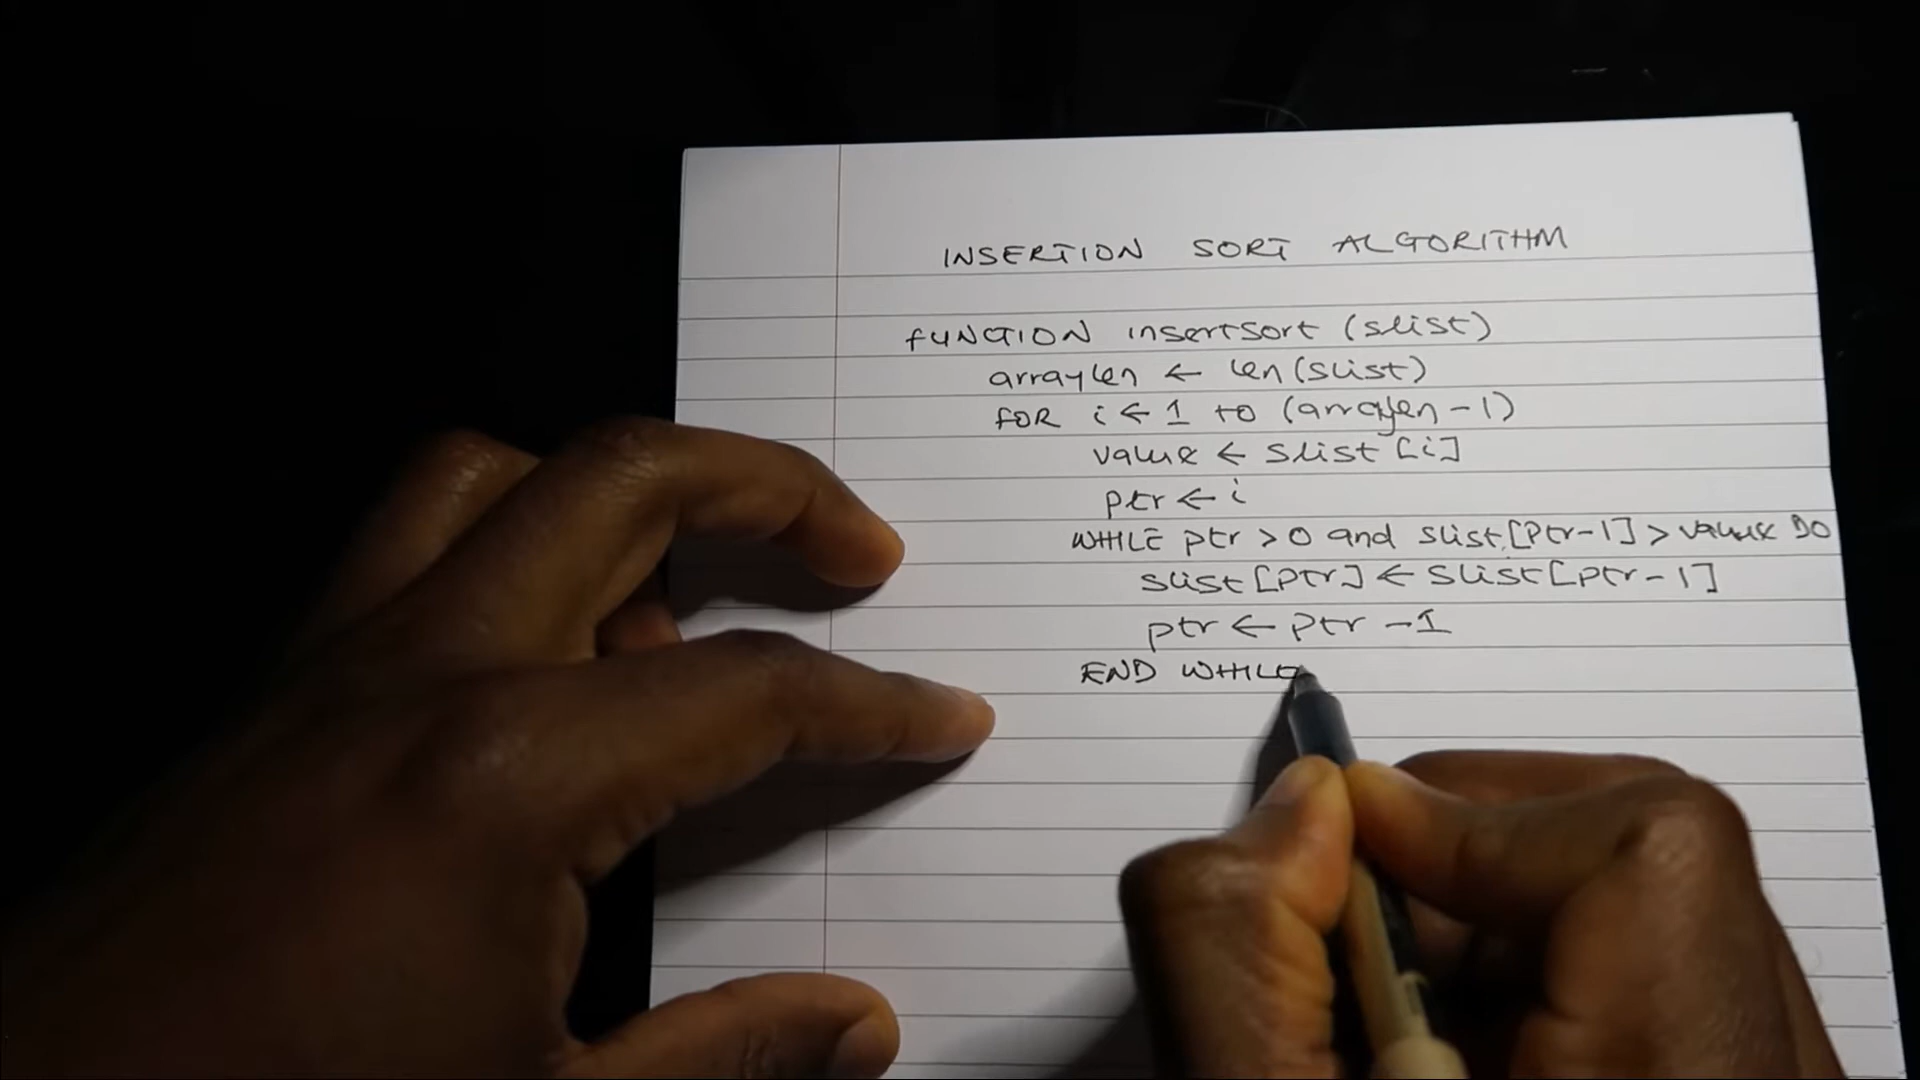 INSERTION SORT ALGORITHM
FUNCTION insertsort (slist)
arraylen ← len(slist)
FOR i ← 1 to (arraylen - 1)
value ← slist [i]
ptr ← i
WHILE ptr > 0 and slist [ptr-1] > value DO
slist [ptr] ← slist [ptr - 1]
ptr ← ptr - 1
END WHILE